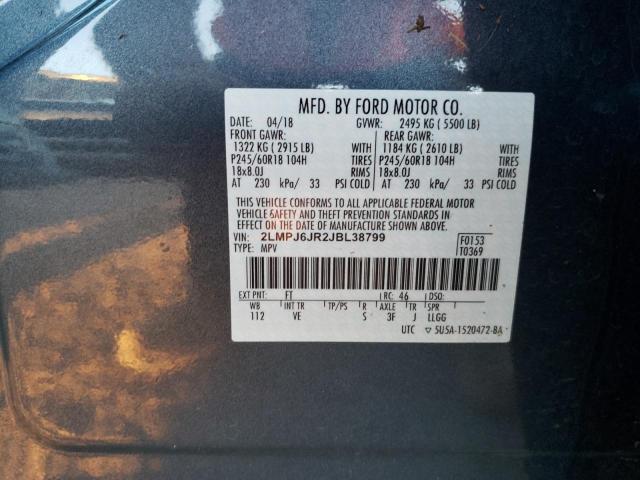 MFD. BY FORD MOTOR CO.
DATE: 04/18 GVWR: 2495 KG ( 5500 LB)
FRONT GAWR: REAR GAWR:
1322 KG ( 2915 LB) WITH 1184 KG ( 2610 LB) WITH
P245/60R18 104H TIRES P245/60R18 104H TIRES
18x8.0J RIMS 18x8.0J RIMS
AT 230 kPa/ 33 PSI COLD AT 230 kPa/ 33 PSI COLD
THIS VEHICLE CONFORMS TO ALL APPLICABLE FEDERAL MOTOR
VEHICLE SAFETY AND THEFT PREVENTION STANDARDS IN
EFFECT ON THE DATE OF MANUFACTURE SHOWN ABOVE.
VIN: 2LMPJ6JR2JBL38799 F0153
TYPE: MPV T0369
EXT PNT: FT RC: 46 DSO:
WB INT TR TP/PS R AXLE TR SPR
112 VE S 3F J LLGG
UTC ▽ 5U5A-1520472-BA